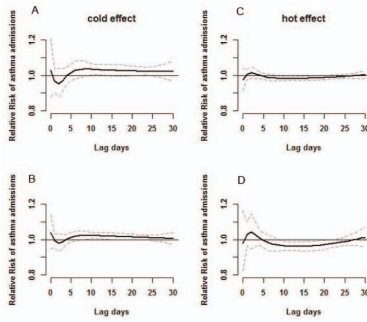 A
cold effect
Relative Risk of asthma admissions
1.2
1.0
0.8
0 5 10 15 20 25 30
Lag days
C
hot effect
Relative Risk of asthma admissions
1.2
1.0
0.8
0 5 10 15 20 25 30
Lag days
B
Relative Risk of asthma admissions
1.2
1.0
0.8
0 5 10 15 20 25 30
Lag days
D
Relative Risk of asthma admissions
1.2
1.0
0.8
0 5 10 15 20 25 30
Lag days